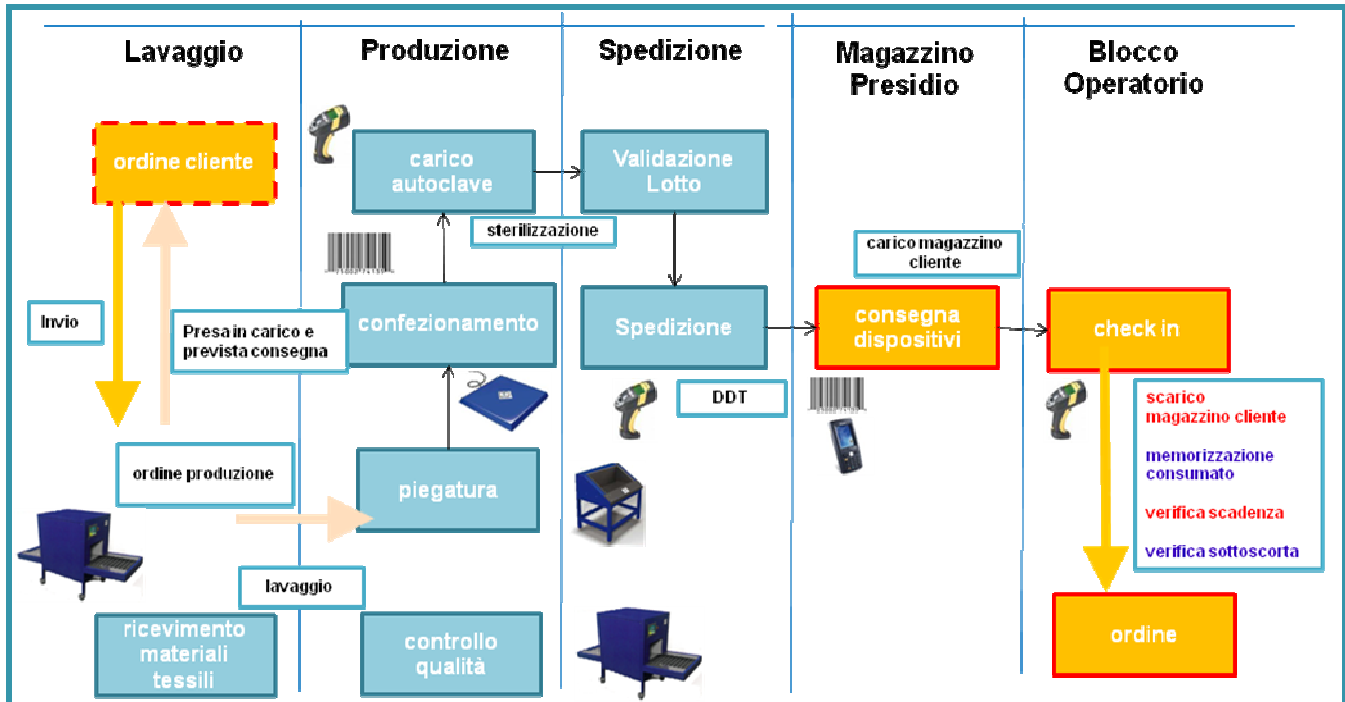 Lavaggio
Produzione
Spedizione
Magazzino
Presidio
Blocco
Operatorio
ordine cliente
carico
autoclave
Validazione
Lotto
sterilizzazione
carico magazzino
cliente
Invio
Presa in carico e
prevista consegna
confezionamento
Spedizione
consegna
dispositivi
check in
DDT
scarico
magazzino cliente
memorizzazione
consumato
verifica scadenza
verifica sottoscorta
ordine produzione
piegatura
lavaggio
ricevimento
materiali
tessili
controllo
qualità
ordine